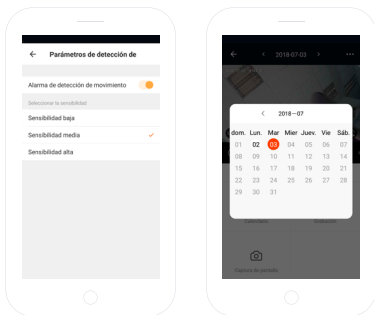 Parámetros de detección de
Alarma de detección de movimiento
Seleccionar la sensibilidad
Sensibilidad baja
Sensibilidad media
Sensibilidad alta
2018-07-03
2018-07
dom. Lun. Mar Mier Juev. Vie Sáb.
01 02 03 04 05 06 07
08 09 10 11 12 13 14
15 16 17 18 19 20 21
22 23 24 25 26 27 28
29 30 31
Calendario Grabación
Captura de pantalla